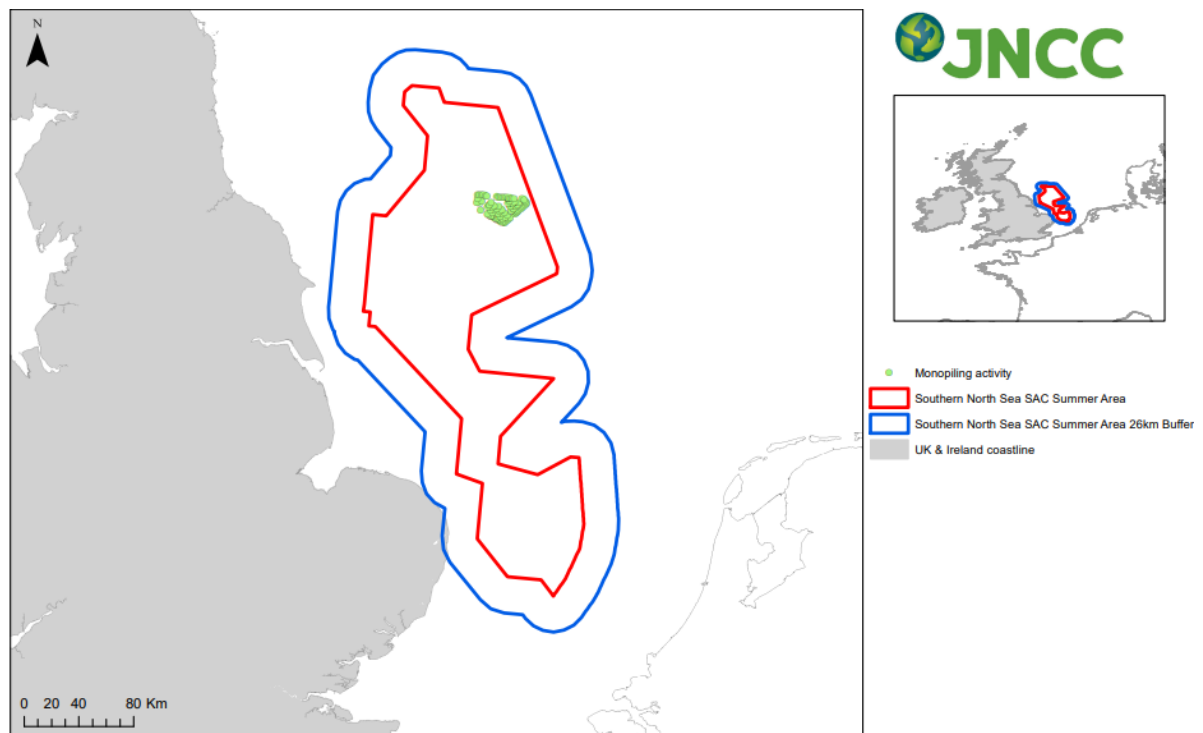 N
JNCC
Monopiling activity
Southern North Sea SAC Summer Area
Southern North Sea SAC Summer Area 26km Buffer
UK & Ireland coastline
0 20 40 80 Km